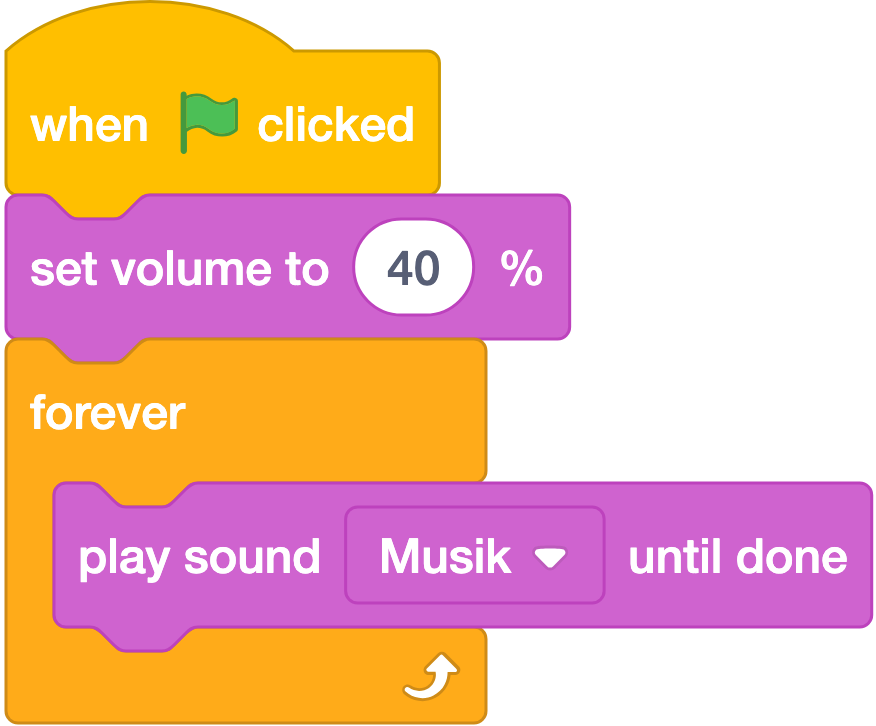 when clicked
set volume to 40 %
forever
play sound Musik until done